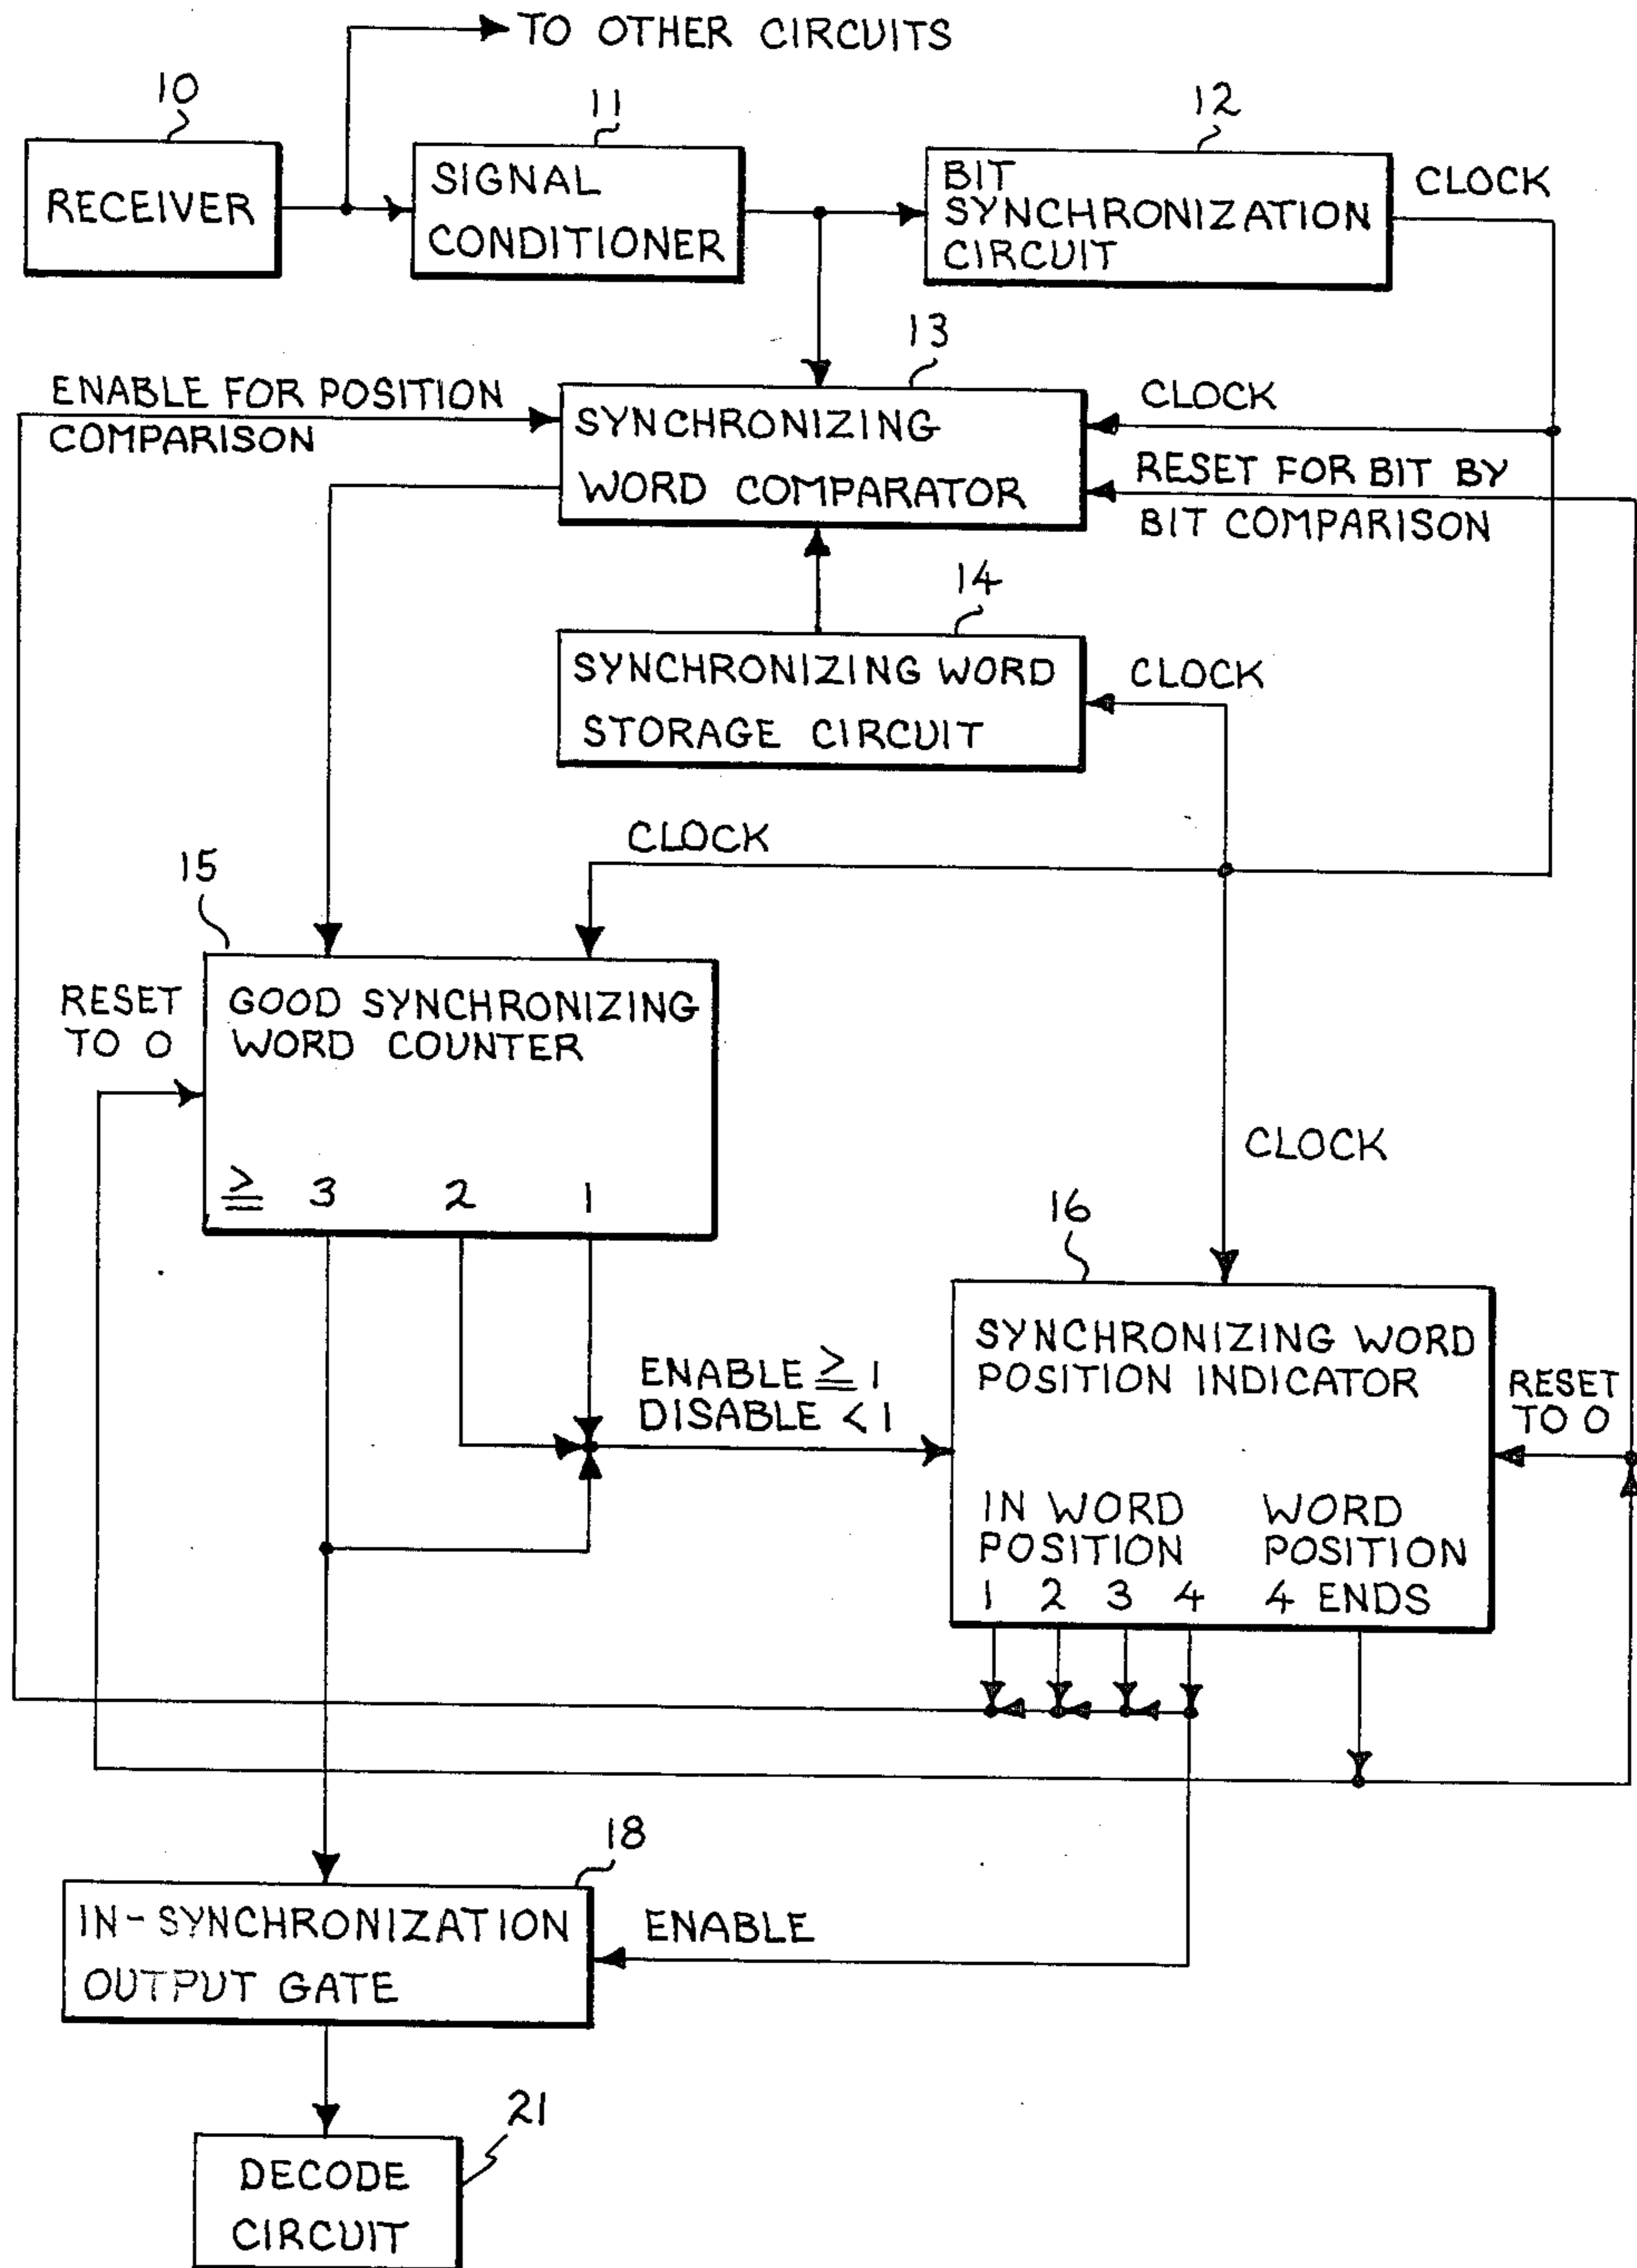 TO OTHER CIRCUITS
10
RECEIVER
11
SIGNAL
CONDITIONER
12
BIT
SYNCHRONIZATION
CIRCUIT
CLOCK
13
ENABLE FOR POSITION
COMPARISON
SYNCHRONIZING
WORD COMPARATOR
CLOCK
RESET FOR BIT BY
BIT COMPARISON
14
SYNCHRONIZING WORD
STORAGE CIRCUIT
CLOCK
CLOCK
15
RESET
TO 0
GOOD SYNCHRONIZING
WORD COUNTER
≧ 3 2 1
CLOCK
16
ENABLE ≧ 1
DISABLE < 1
SYNCHRONIZING WORD
POSITION INDICATOR
RESET
TO 0
IN WORD
POSITION
1 2 3 4
WORD
POSITION
4 ENDS
18
IN-SYNCHRONIZATION
OUTPUT GATE
ENABLE
21
DECODE
CIRCUIT